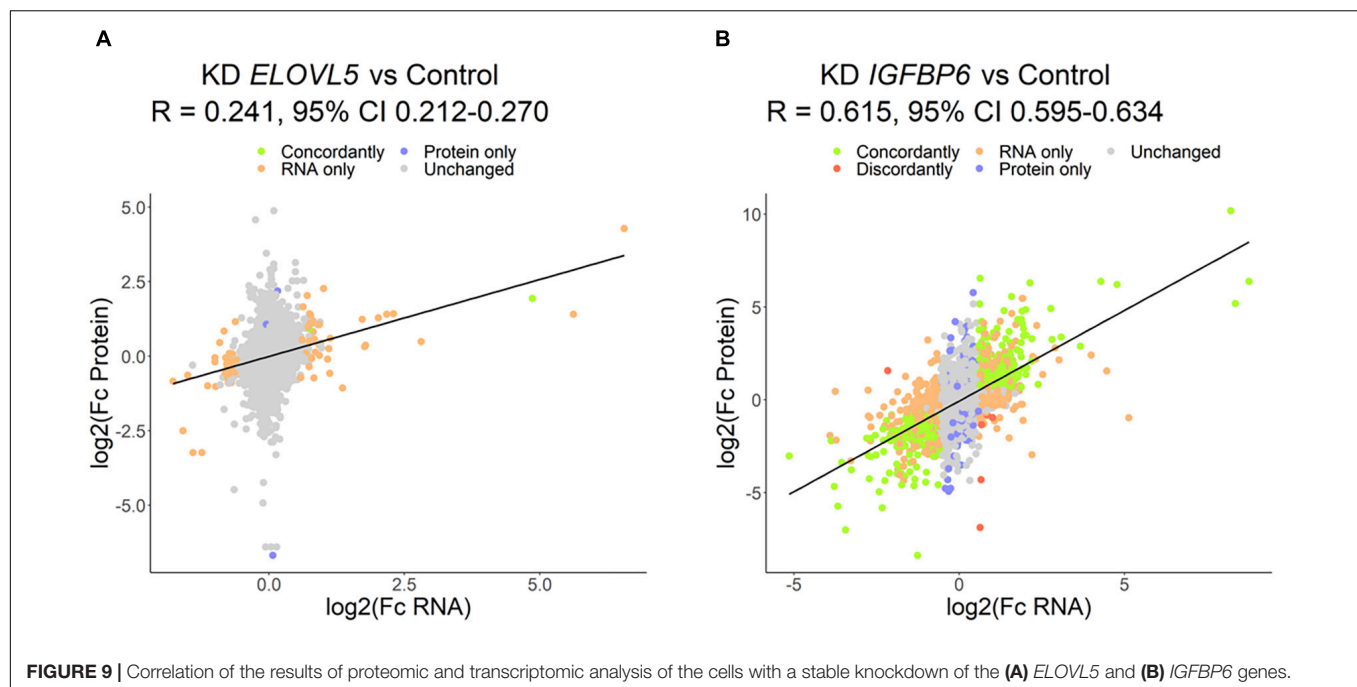 A
KD ELOVL5 vs Control
R = 0.241, 95% CI 0.212-0.270
Concordantly Protein only
RNA only Unchanged
5.0
2.5
0.0
-2.5
-5.0
log2(Fc Protein)
0.0 2.5 5.0
log2(Fc RNA)
B
KD IGFBP6 vs Control
R = 0.615, 95% CI 0.595-0.634
Concordantly RNA only Unchanged
Discordantly Protein only
10
5
0
-5
log2(Fc Protein)
-5 0 5
log2(Fc RNA)
FIGURE 9 | Correlation of the results of proteomic and transcriptomic analysis of the cells with a stable knockdown of the (A) ELOVL5 and (B) IGFBP6 genes.